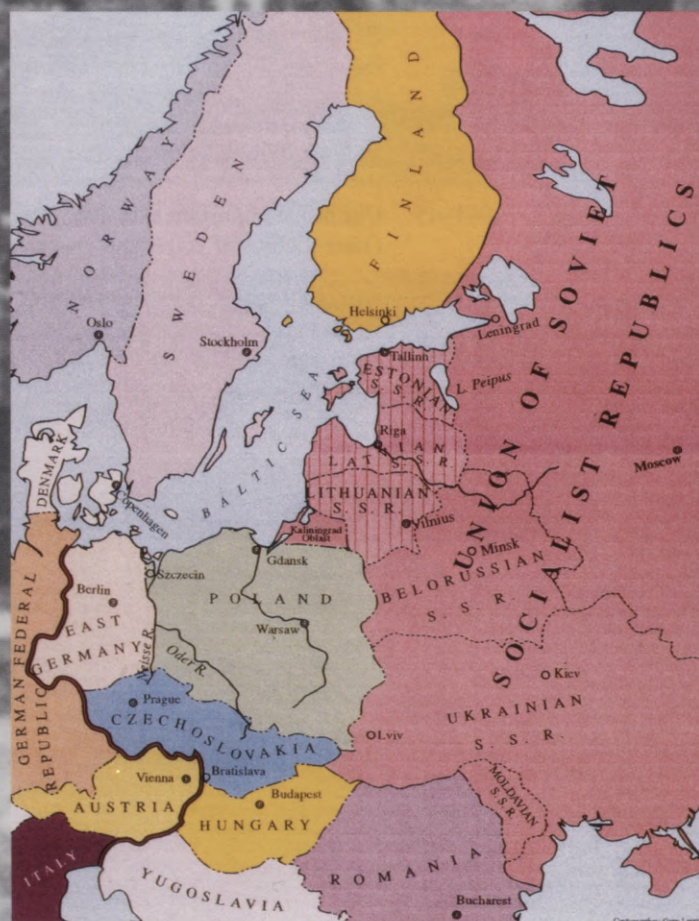 NORWAY
SWEDEN
FINLAND
Oslo
Stockholm
Helsinki
Leningrad
Tallinn
ESTONIAN
S. S. R.
L. Peipus
UNION OF SOVIET
SOCIALIST REPUBLICS
BALTIC SEA
Riga
LATVIAN
S. S. R.
Moscow
DENMARK
Copenhagen
LITHUANIAN
S. S. R.
Vilnius
Kaliningrad
Oblast
Minsk
BELORUSSIAN
S. S. R.
Gdansk
Szczecin
POLAND
Warsaw
Berlin
EAST
GERMANY
Neisse R.
Oder R.
GERMAN FEDERAL
REPUBLIC
Prague
CZECHOSLOVAKIA
Kiev
UKRAINIAN
S. S. R.
Lviv
Vienna
Bratislava
AUSTRIA
Budapest
HUNGARY
MOLDAVIAN
S. S. R.
ITALY
YUGOSLAVIA
ROMANIA
Bucharest